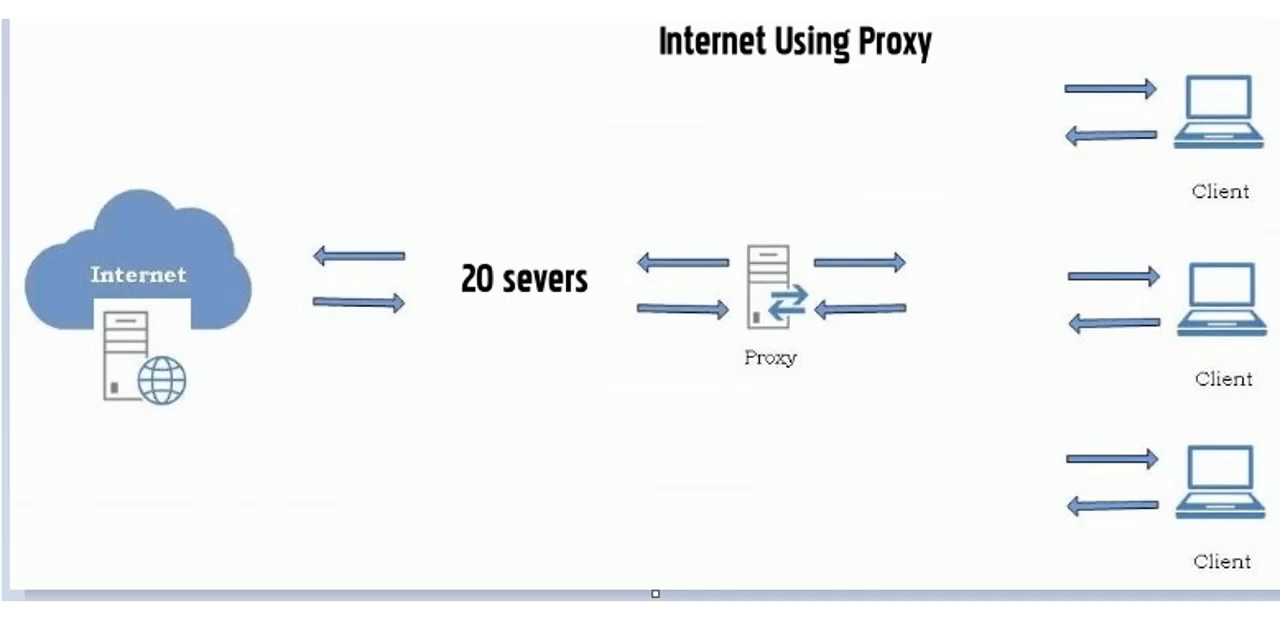 Internet Using Proxy
Client
Internet
20 severs
Proxy
Client
Client